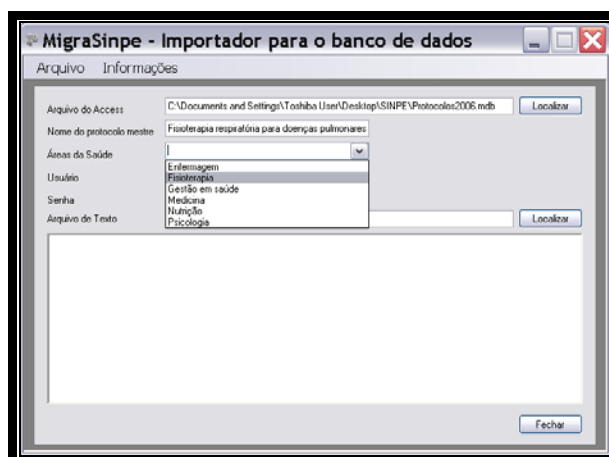 MigraSinpe - Importador para o banco de dados
Arquivo Informações
Arquivo do Access C:\Documents and Settings\Toshiba User\Desktop\SINPE\Protocolos2006.mdb Localizar
Nome do protocolo mestre Fisioterapia respiratória para doenças pulmonares
Áreas da Saúde
Enfermagem
Usuário Fisioterapia
Gestão em saúde
Senha Medicina
Nutrição
Arquivo de Texto Psicologia Localizar
Fechar